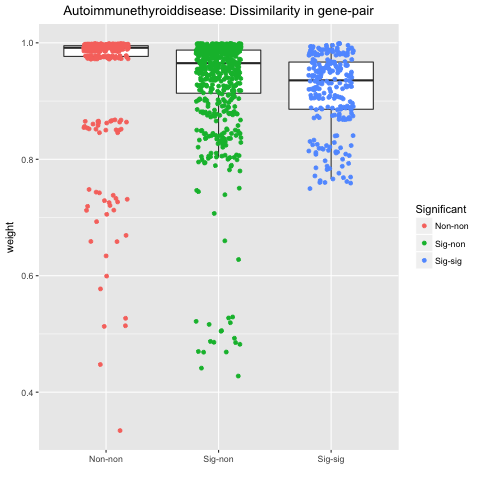 Autoimmunethyroiddisease: Dissimilarity in gene-pair
1.0
0.8
0.6
0.4
weight
Non-non
Sig-non
Sig-sig
Significant
Non-non
Sig-non
Sig-sig